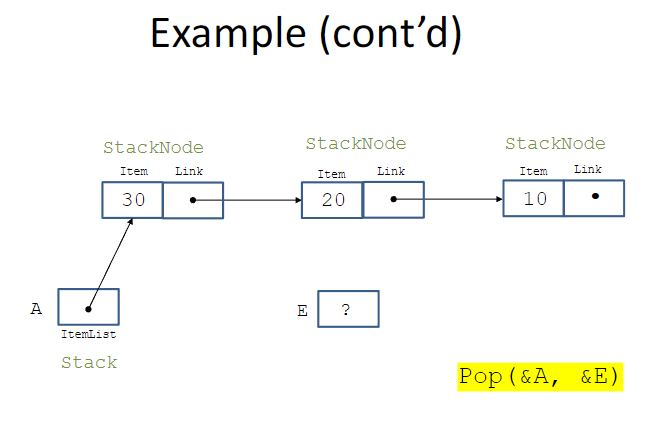 Example (cont’d)
StackNode StackNode StackNode
Item Link Item Link Item Link
30 20 10
A E ?
ItemList
Stack
Pop(&A, &E)